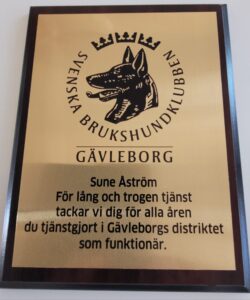 SVENSKA BRUKSHUNDKLUBBEN
GÄVLEBORG
Sune Åström
För lång och trogen tjänst
tackar vi dig för alla åren
du tjänstgjort i Gävleborgs distriktet
som funktionär.